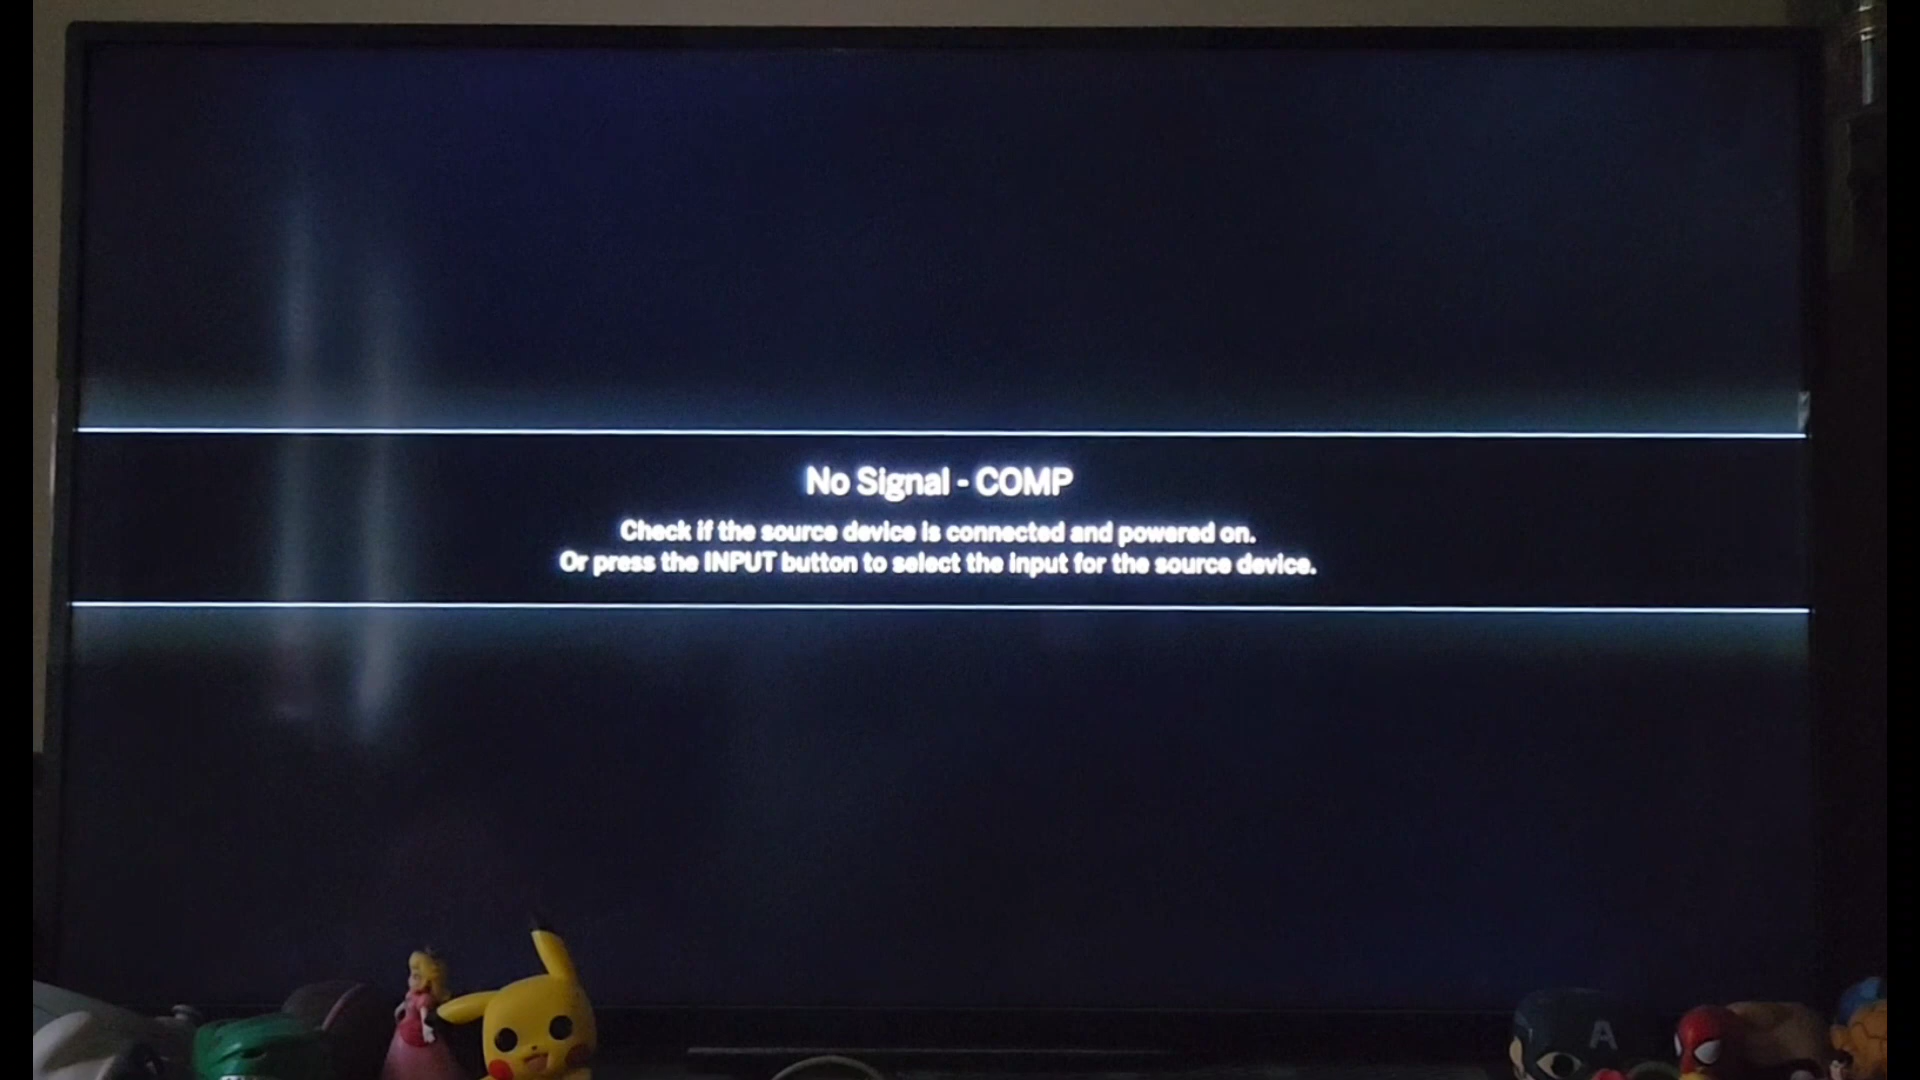 No Signal - COMP
Check if the source device is connected and powered on.
Or press the INPUT button to select the input for the source device.
A